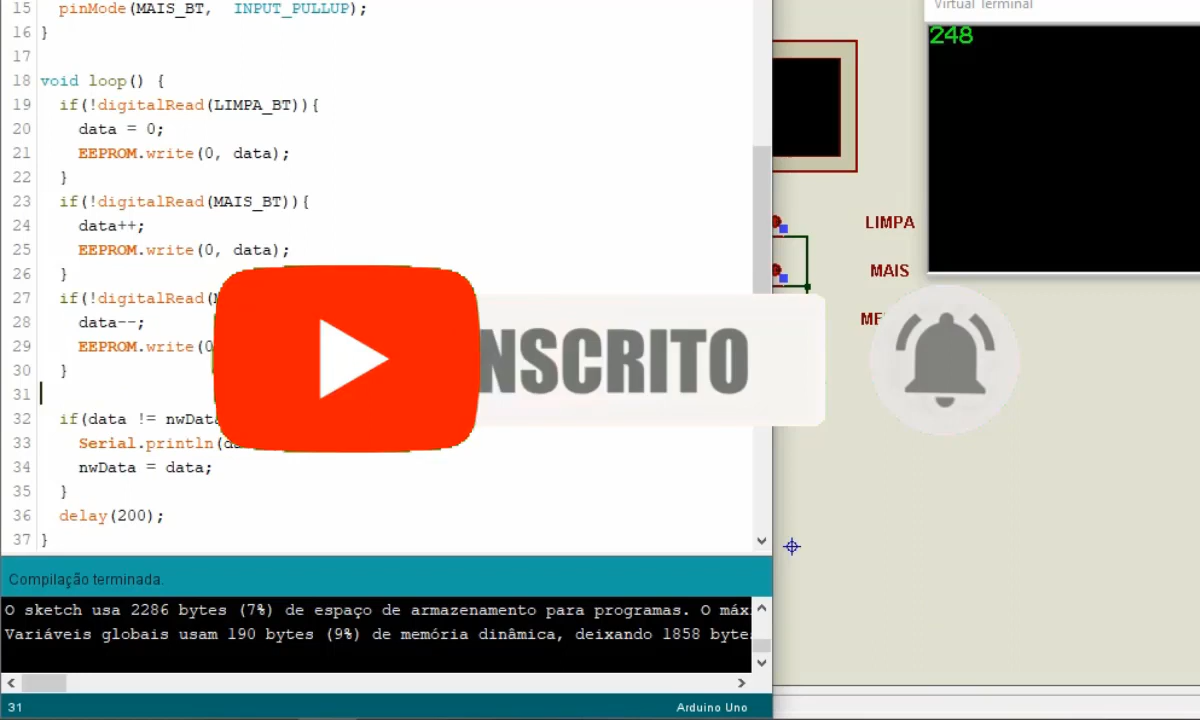 15 pinMode(MAIS_BT, INPUT_PULLUP);
16 }
17
18 void loop() {
19 if(!digitalRead(LIMPA_BT)){
20 data = 0;
21 EEPROM.write(0, data);
22 }
23 if(!digitalRead(MAIS_BT)){
24 data++;
25 EEPROM.write(0, data);
26 }
27 if(!digitalRead(
28 data--;
29 EEPROM.write(0
30 }
31
32 if(data != nwData
33 Serial.println(da
34 nwData = data;
35 }
36 delay(200);
37 }
Compilação terminada.
O sketch usa 2286 bytes (7%) de espaço de armazenamento para programas. O máx
Variáveis globais usam 190 bytes (9%) de memória dinâmica, deixando 1858 byte
31
Arduino Uno
Virtual Terminal
248
LIMPA
MAIS
ME
NSCRITO